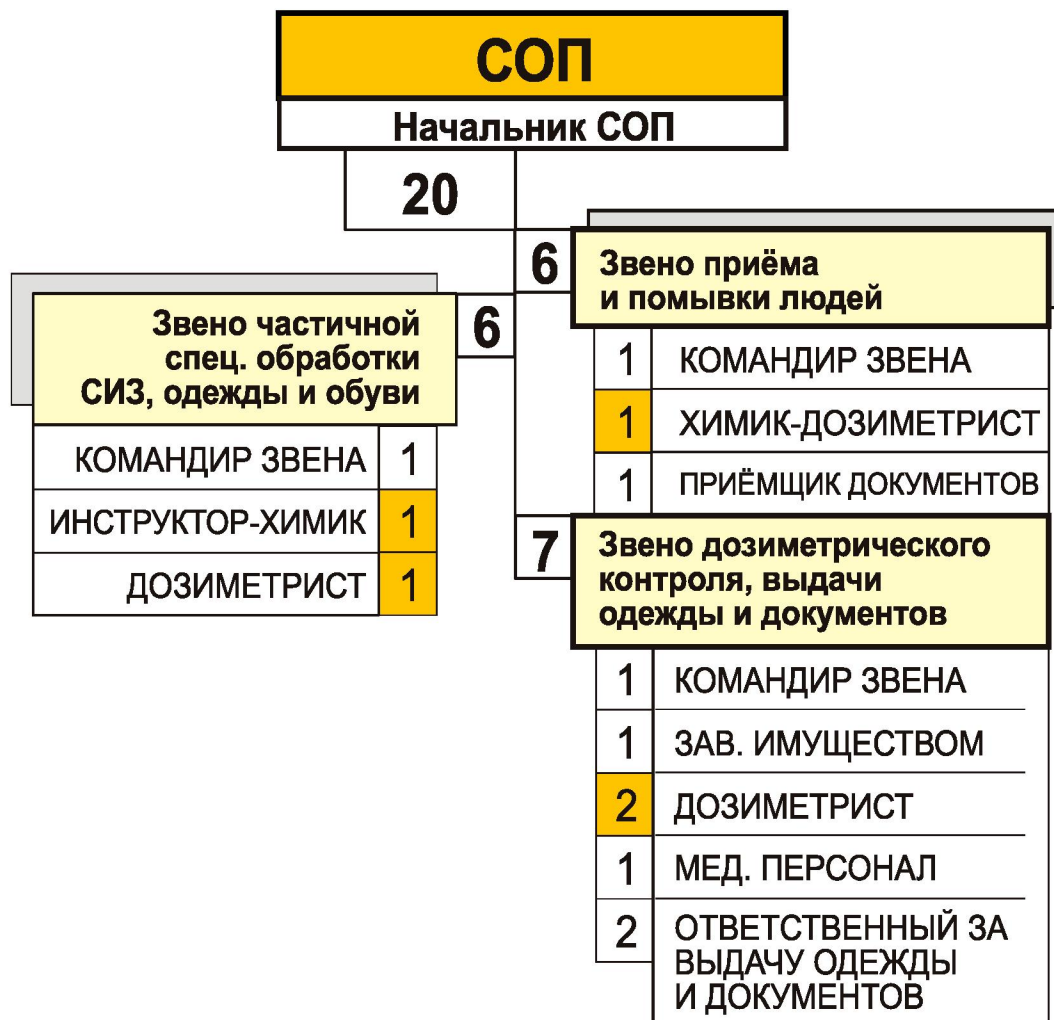 СОП
Начальник СОП
20
6
Звено приёма
и помывки людей
1 КОМАНДИР ЗВЕНА
1 ХИМИК-ДОЗИМЕТРИСТ
1 ПРИЁМЩИК ДОКУМЕНТОВ
Звено частичной
спец. обработки
СИЗ, одежды и обуви
6
КОМАНДИР ЗВЕНА 1
ИНСТРУКТОР-ХИМИК 1
ДОЗИМЕТРИСТ 1
7
Звено дозиметрического
контроля, выдачи
одежды и документов
1 КОМАНДИР ЗВЕНА
1 ЗАВ. ИМУЩЕСТВОМ
2 ДОЗИМЕТРИСТ
1 МЕД. ПЕРСОНАЛ
2 ОТВЕТСТВЕННЫЙ ЗА
ВЫДАЧУ ОДЕЖДЫ
И ДОКУМЕНТОВ